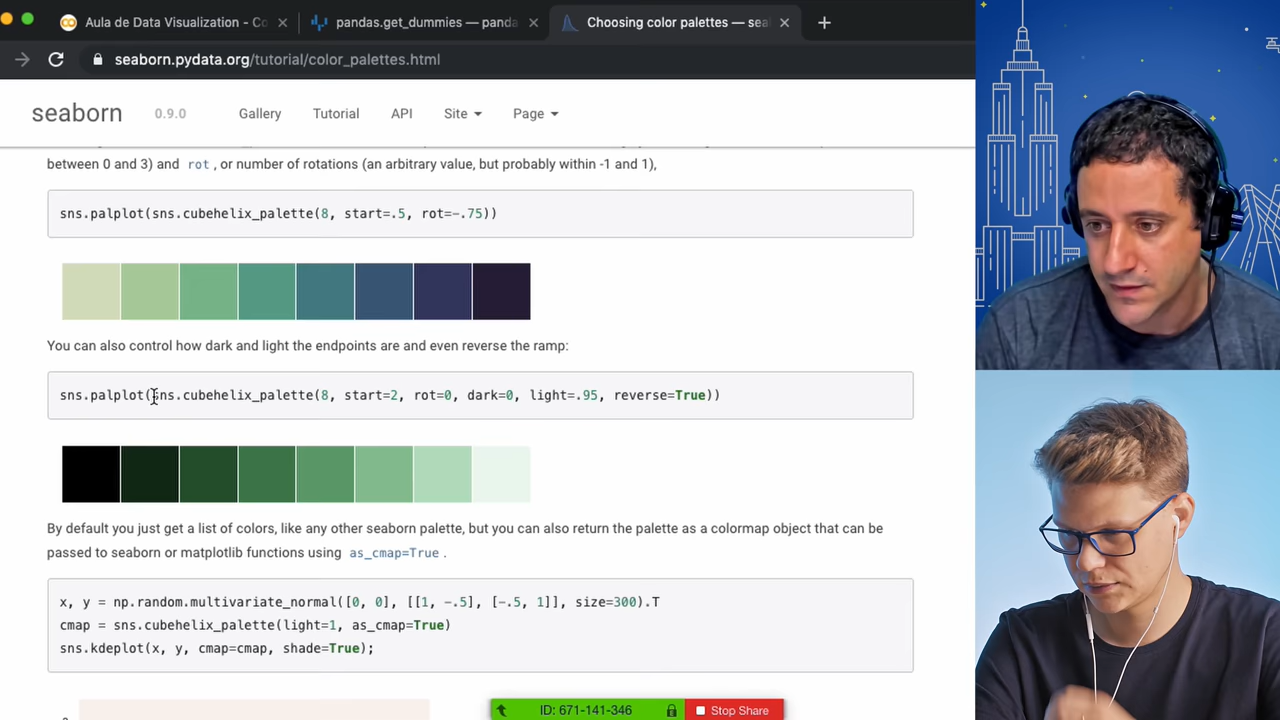 Aula de Data Visualization - Co
pandas.get_dummies — panda
Choosing color palettes — sea
seaborn.pydata.org/tutorial/color_palettes.html
seaborn 0.9.0 Gallery Tutorial API Site Page
between 0 and 3) and rot , or number of rotations (an arbitrary value, but probably within -1 and 1),
sns.palplot(sns.cubehelix_palette(8, start=.5, rot=-.75))
You can also control how dark and light the endpoints are and even reverse the ramp:
sns.palplot(sns.cubehelix_palette(8, start=2, rot=0, dark=0, light=.95, reverse=True))
By default you just get a list of colors, like any other seaborn palette, but you can also return the palette as a colormap object that can be
passed to seaborn or matplotlib functions using as_cmap=True .
x, y = np.random.multivariate_normal([0, 0], [[1, -.5], [-.5, 1]], size=300).T
cmap = sns.cubehelix_palette(light=1, as_cmap=True)
sns.kdeplot(x, y, cmap=cmap, shade=True);
ID: 671-141-346
Stop Share